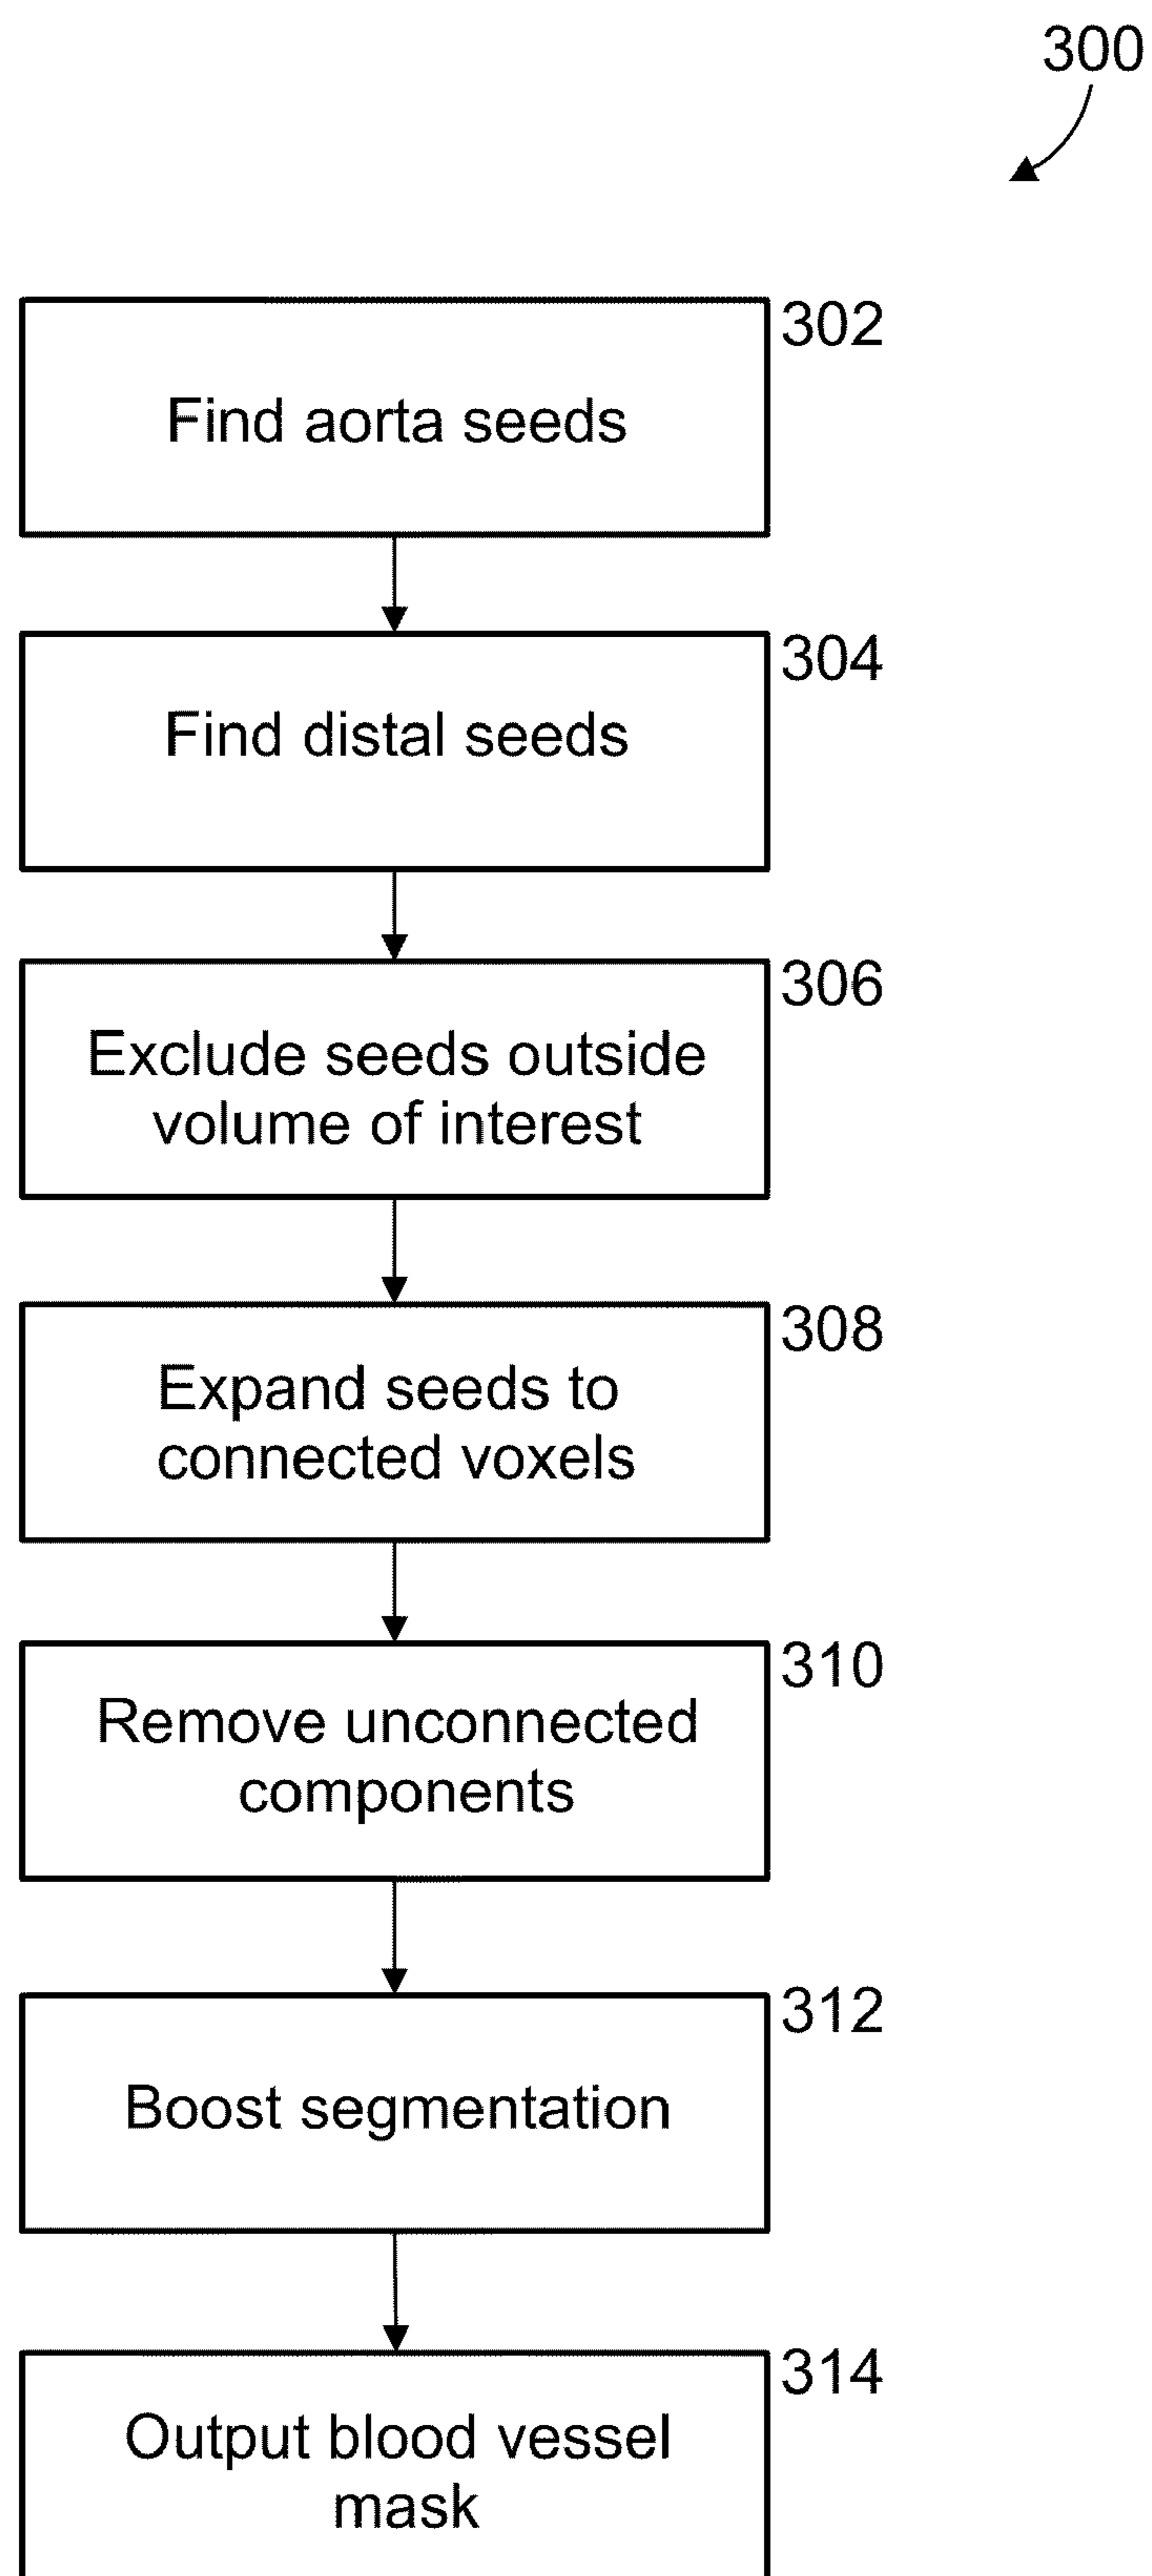 300
302
Find aorta seeds
304
Find distal seeds
306
Exclude seeds outside
volume of interest
308
Expand seeds to
connected voxels
310
Remove unconnected
components
312
Boost segmentation
314
Output blood vessel
mask